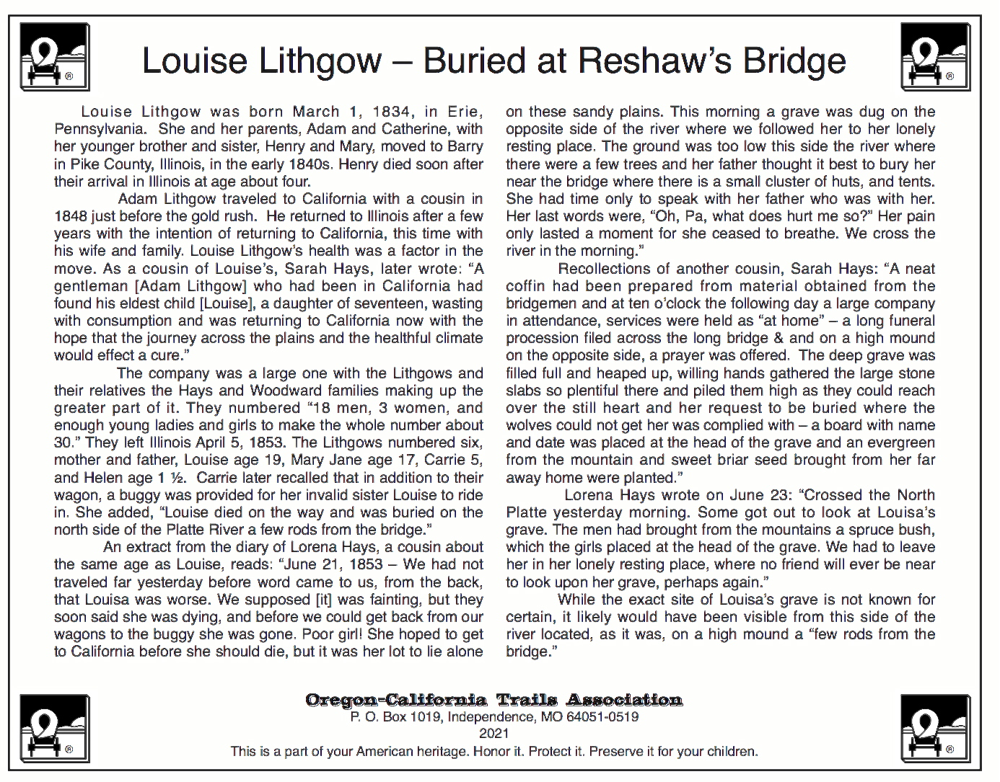 Louise Lithgow – Buried at Reshaw’s Bridge
Louise Lithgow was born March 1, 1834, in Erie,
Pennsylvania. She and her parents, Adam and Catherine, with
her younger brother and sister, Henry and Mary, moved to Barry
in Pike County, Illinois, in the early 1840s. Henry died soon after
their arrival in Illinois at age about four.
Adam Lithgow traveled to California with a cousin in
1848 just before the gold rush. He returned to Illinois after a few
years with the intention of returning to California, this time with
his wife and family. Louise Lithgow’s health was a factor in the
move. As a cousin of Louise’s, Sarah Hays, later wrote: “A
gentleman [Adam Lithgow] who had been in California had
found his eldest child [Louise], a daughter of seventeen, wasting
with consumption and was returning to California now with the
hope that the journey across the plains and the healthful climate
would effect a cure.”
The company was a large one with the Lithgows and
their relatives the Hays and Woodward families making up the
greater part of it. They numbered “18 men, 3 women, and
enough young ladies and girls to make the whole number about
30.” They left Illinois April 5, 1853. The Lithgows numbered six,
mother and father, Louise age 19, Mary Jane age 17, Carrie 5,
and Helen age 1 ½. Carrie later recalled that in addition to their
wagon, a buggy was provided for her invalid sister Louise to ride
in. She added, “Louise died on the way and was buried on the
north side of the Platte River a few rods from the bridge.”
An extract from the diary of Lorena Hays, a cousin about
the same age as Louise, reads: “June 21, 1853 – We had not
traveled far yesterday before word came to us, from the back,
that Louisa was worse. We supposed [it] was fainting, but they
soon said she was dying, and before we could get back from our
wagons to the buggy she was gone. Poor girl! She hoped to get
to California before she should die, but it was her lot to lie alone
on these sandy plains. This morning a grave was dug on the
opposite side of the river where we followed her to her lonely
resting place. The ground was too low this side the river where
there were a few trees and her father thought it best to bury her
near the bridge where there is a small cluster of huts, and tents.
She had time only to speak with her father who was with her.
Her last words were, “Oh, Pa, what does hurt me so?” Her pain
only lasted a moment for she ceased to breathe. We cross the
river in the morning.”
Recollections of another cousin, Sarah Hays: “A neat
coffin had been prepared from material obtained from the
bridgemen and at ten o’clock the following day a large company
in attendance, services were held as “at home” – a long funeral
procession filed across the long bridge & and on a high mound
on the opposite side, a prayer was offered. The deep grave was
filled full and heaped up, willing hands gathered the large stone
slabs so plentiful there and piled them high as they could reach
over the still heart and her request to be buried where the
wolves could not get her was complied with – a board with name
and date was placed at the head of the grave and an evergreen
from the mountain and sweet briar seed brought from her far
away home were planted.”
Lorena Hays wrote on June 23: “Crossed the North
Platte yesterday morning. Some got out to look at Louisa’s
grave. The men had brought from the mountains a spruce bush,
which the girls placed at the head of the grave. We had to leave
her in her lonely resting place, where no friend will ever be near
to look upon her grave, perhaps again.”
While the exact site of Louisa’s grave is not known for
certain, it likely would have been visible from this side of the
river located, as it was, on a high mound a “few rods from the
bridge.”
Oregon-California Trails Association
P. O. Box 1019, Independence, MO 64051-0519
2021
This is a part of your American heritage. Honor it. Protect it. Preserve it for your children.
®
®
®
®